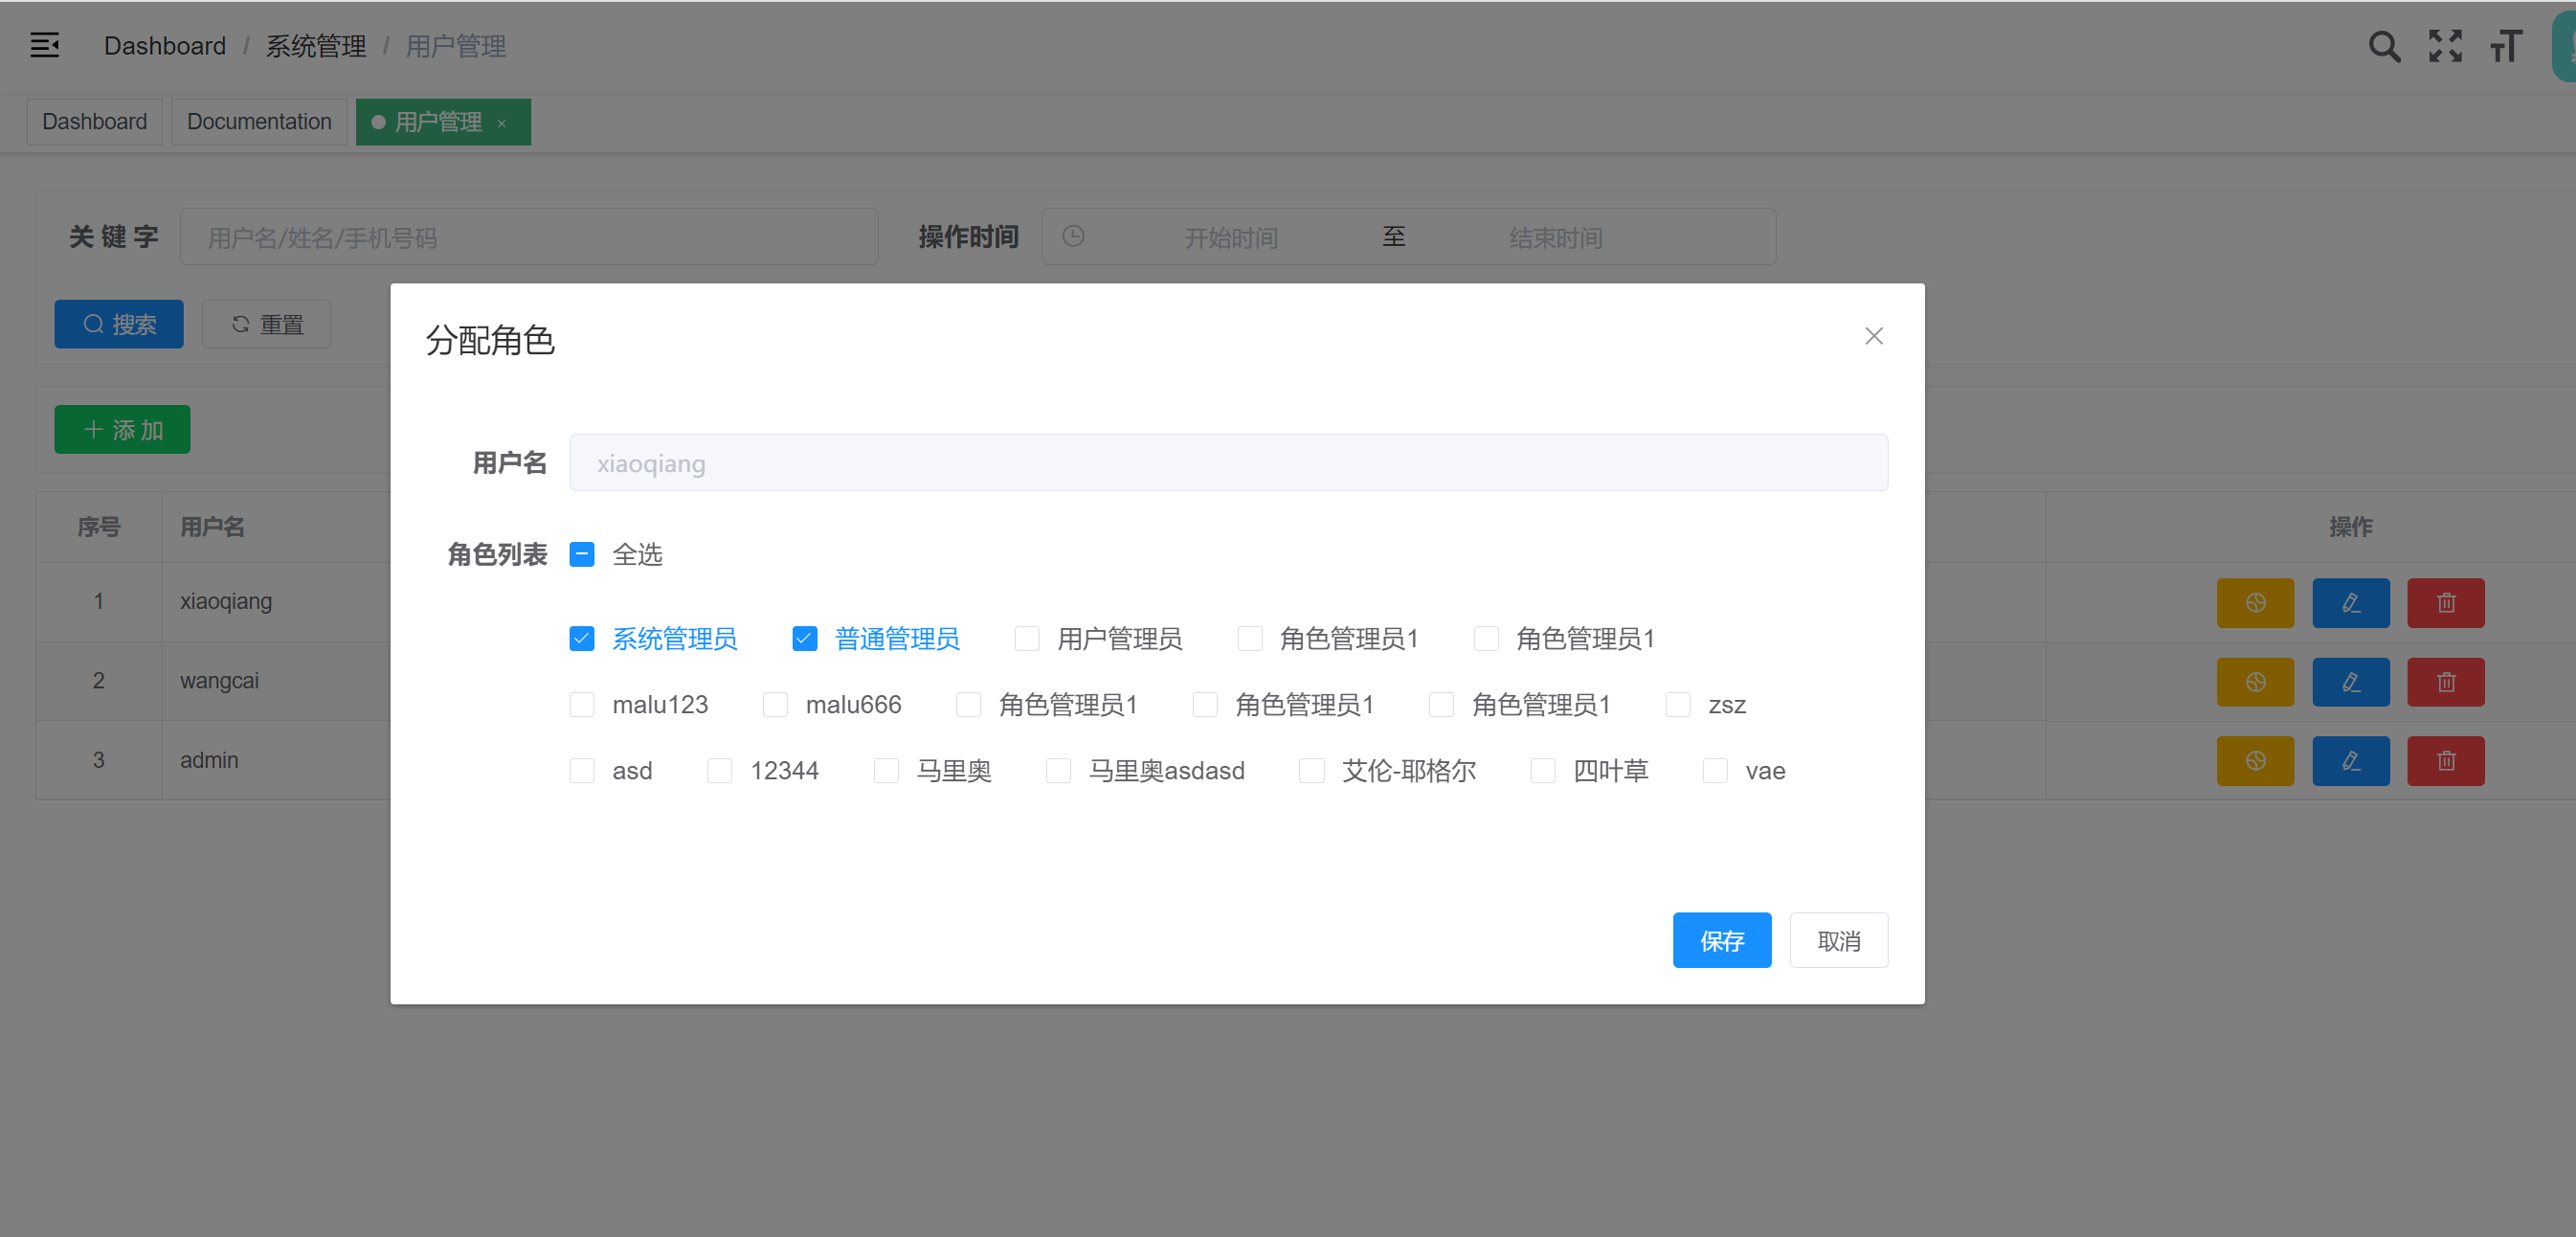 Dashboard / 系统管理 / 用户管理
Dashboard Documentation 用户管理 ×
关 键 字 用户名/姓名/手机号码 操作时间 开始时间 至 结束时间
搜索 重置
分配角色
添 加
用户名 xiaoqiang
序号 用户名 操作
角色列表 全选
1 xiaoqiang
系统管理员 普通管理员 用户管理员 角色管理员1 角色管理员1
2 wangcai
malu123 malu666 角色管理员1 角色管理员1 角色管理员1 zsz
3 admin
asd 12344 马里奥 马里奥asdasd 艾伦-耶格尔 四叶草 vae
保存 取消